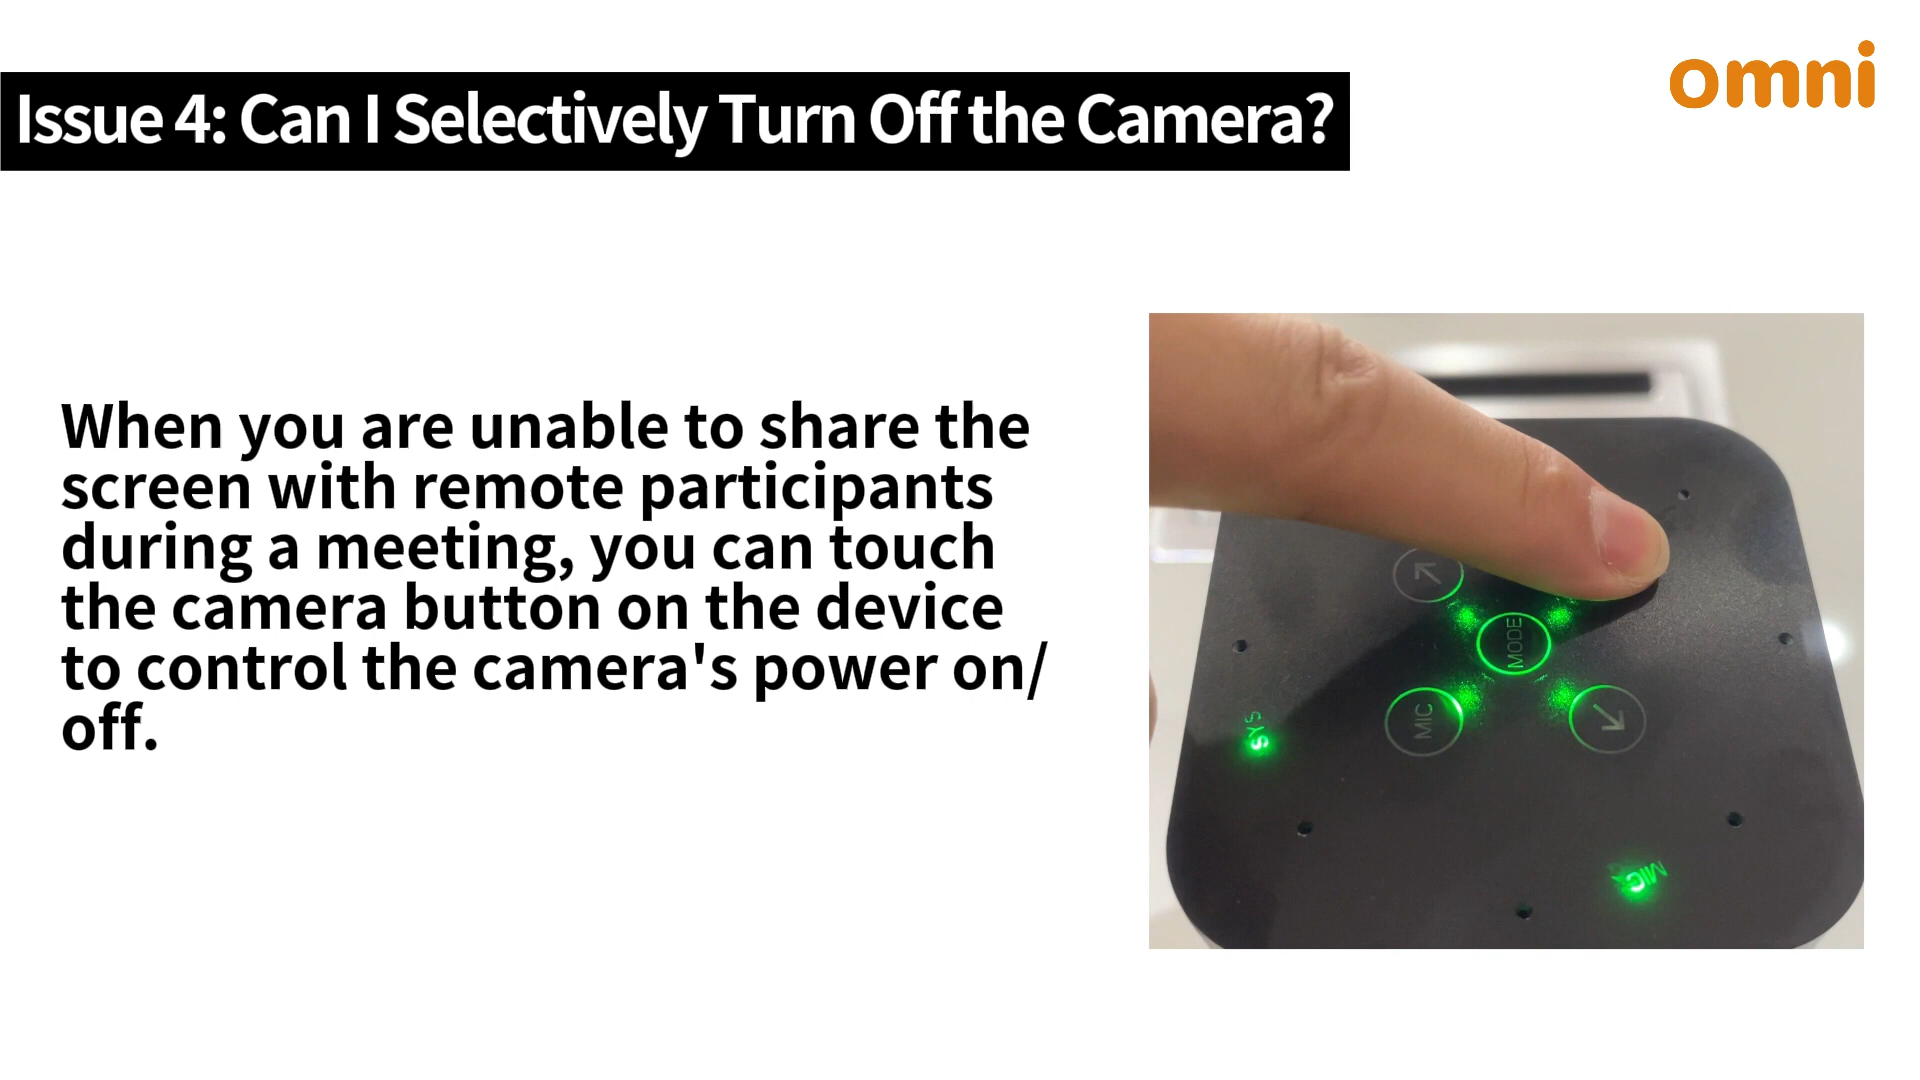 omni
Issue 4: Can I Selectively Turn Off the Camera?
When you are unable to share the
screen with remote participants
during a meeting, you can touch
the camera button on the device
to control the camera's power on/
off.
MODE
MIC
SYS
MIC